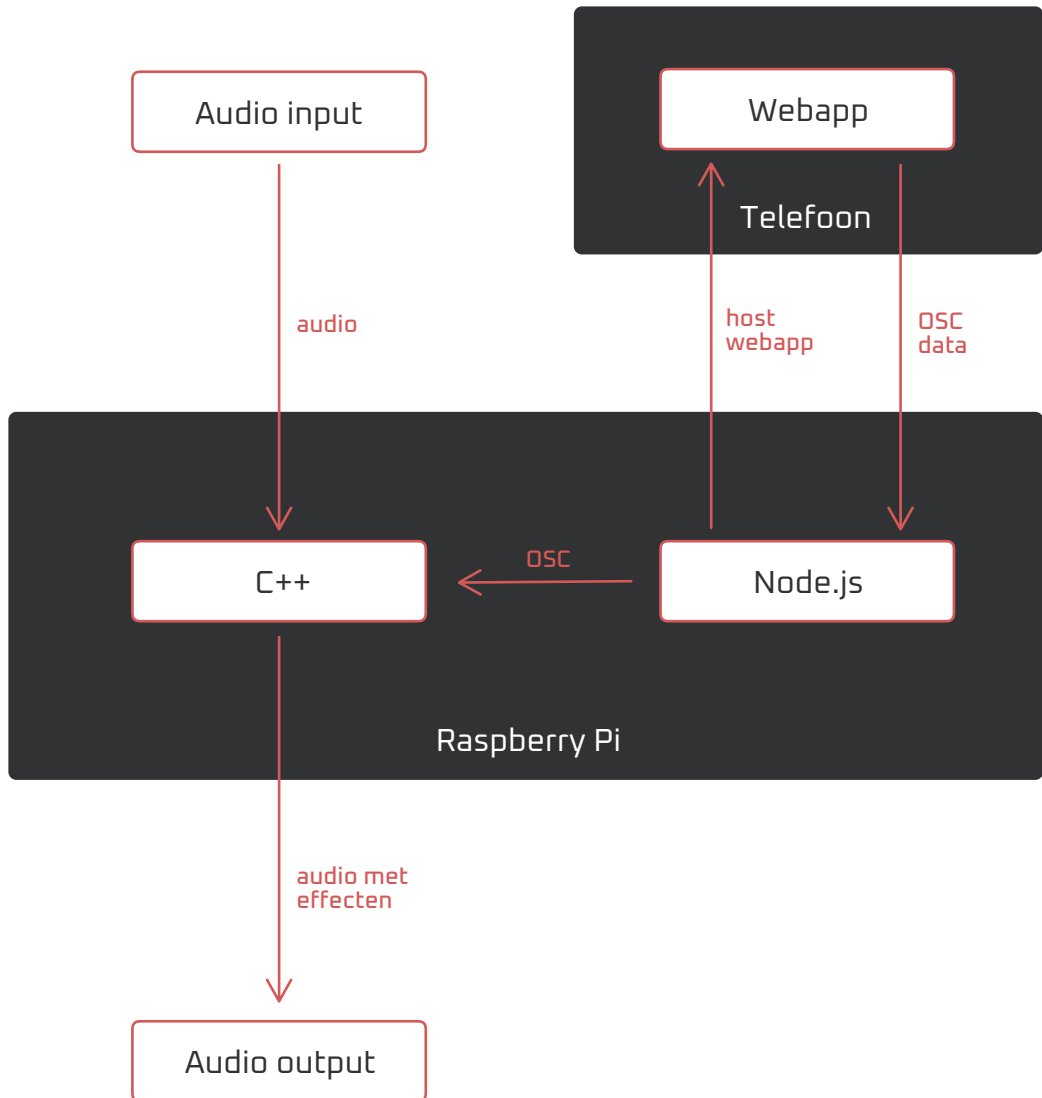 Audio input
Webapp
Telefoon
audio
host
webapp
OSC
data
C++
OSC
Node.js
Raspberry Pi
audio met
effecten
Audio output